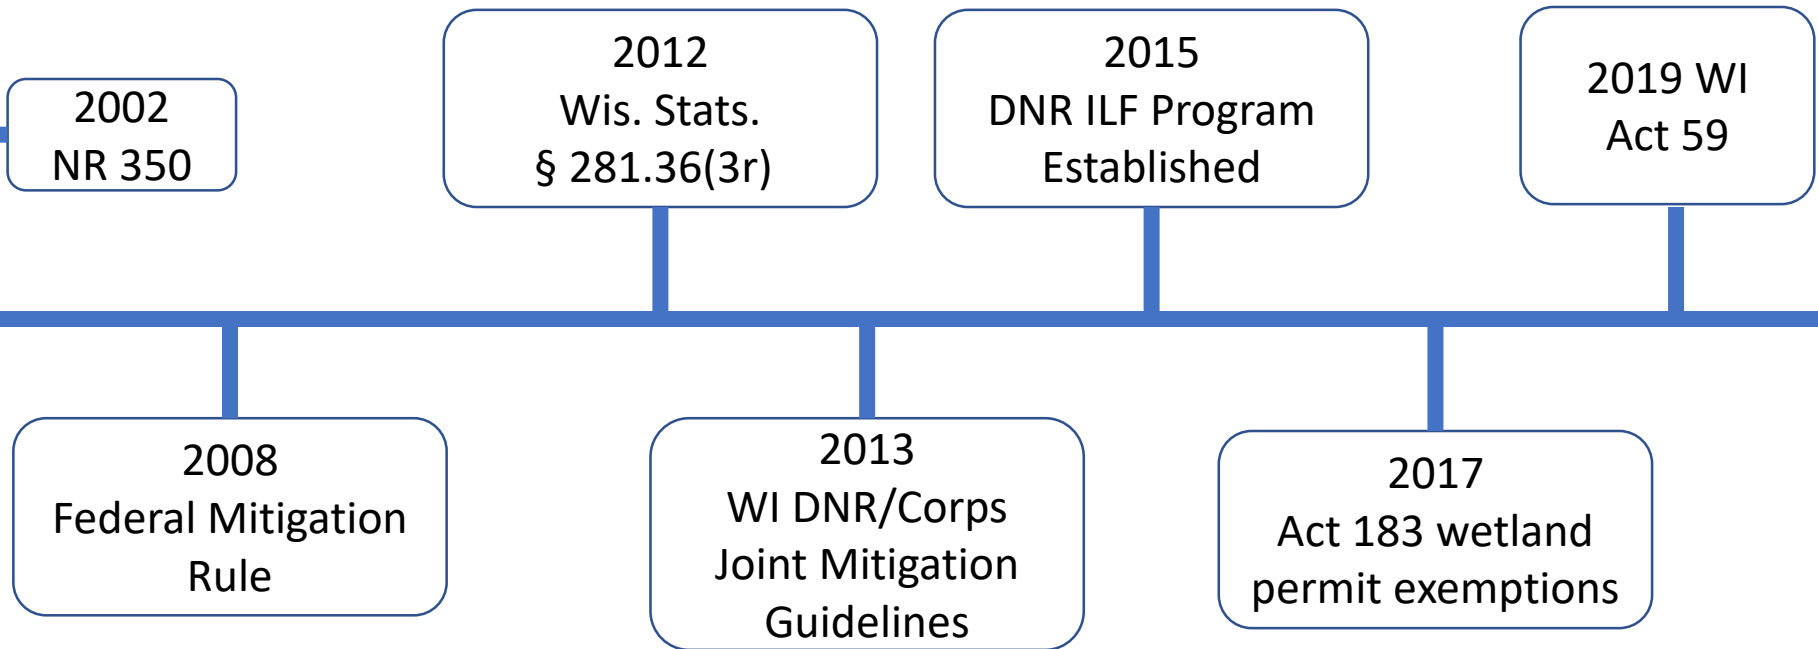 2002
NR 350
2008
Federal Mitigation
Rule
2012
Wis. Stats.
§ 281.36(3r)
2013
WI DNR/Corps
Joint Mitigation
Guidelines
2015
DNR ILF Program
Established
2017
Act 183 wetland
permit exemptions
2019 WI
Act 59